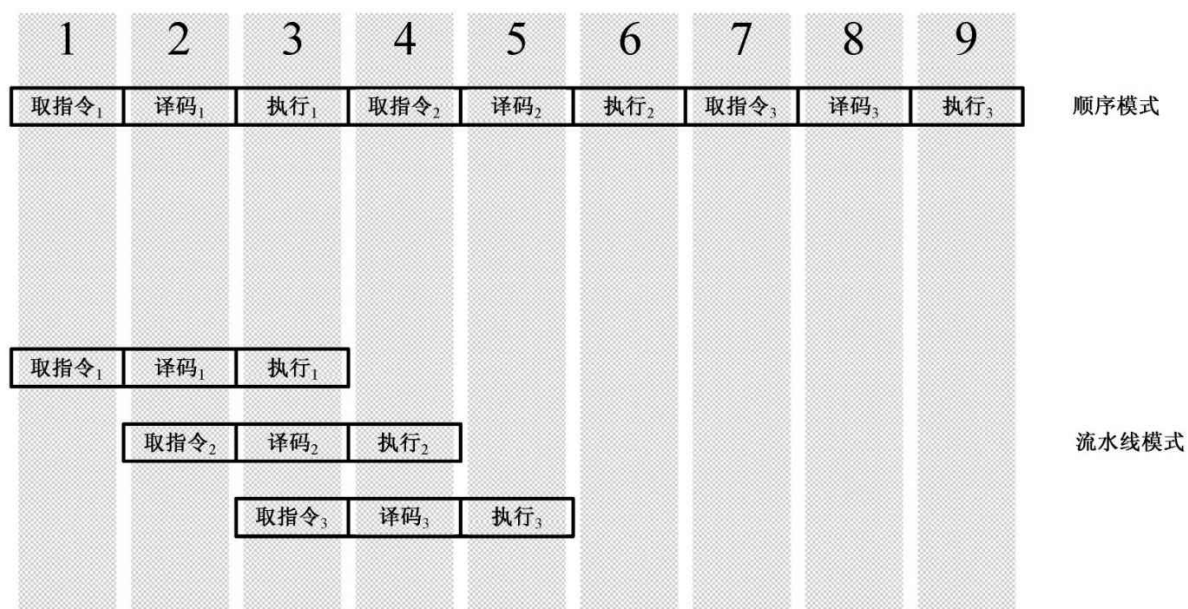 1 2 3 4 5 6 7 8 9
取指令₁ 译码₁ 执行₁ 取指令₂ 译码₂ 执行₂ 取指令₃ 译码₃ 执行₃ 顺序模式
取指令₁ 译码₁ 执行₁
取指令₂ 译码₂ 执行₂ 流水线模式
取指令₃ 译码₃ 执行₃